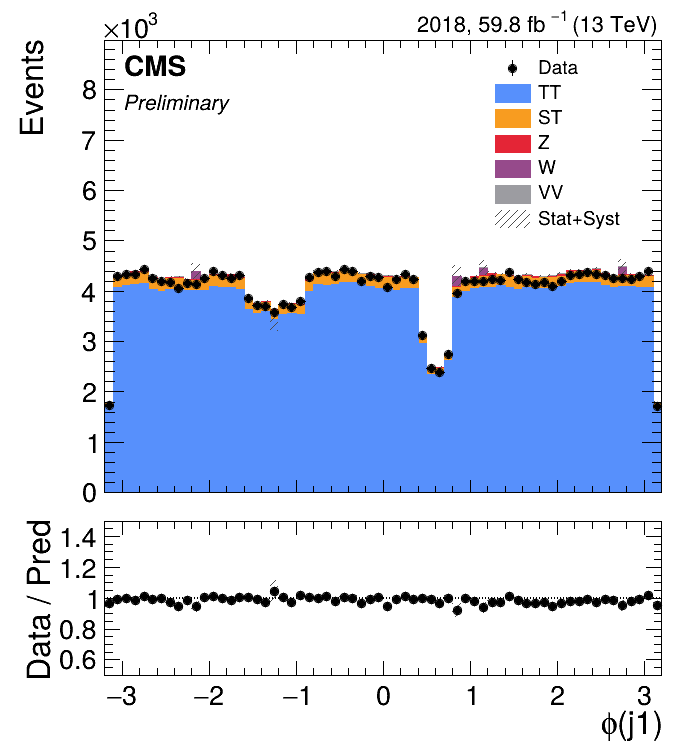 ×10³
2018, 59.8 fb ⁻¹ (13 TeV)
CMS
Preliminary
Data
TT
ST
Z
W
VV
Stat+Syst
Events
8
7
6
5
4
3
2
1
0
Data / Pred
1.4
1.2
1
0.8
0.6
−3 −2 −1 0 1 2 3
ϕ(j1)